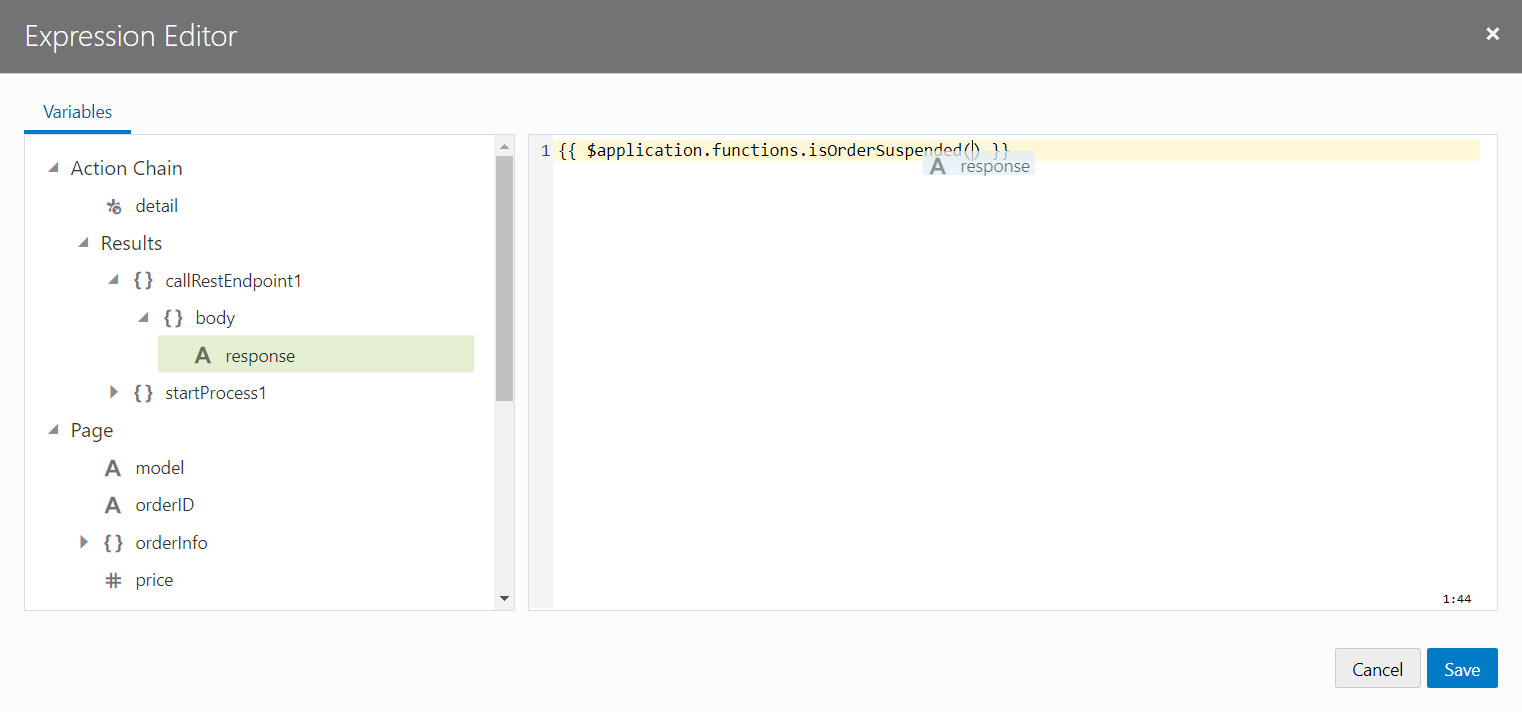 Expression Editor
×
Variables
Action Chain
detail
Results
{} callRestEndpoint1
{} body
A response
{} startProcess1
Page
A model
A orderID
{} orderInfo
# price
1 {{ $application.functions.isOrderSuspended() }}
A response
1:44
Cancel
Save